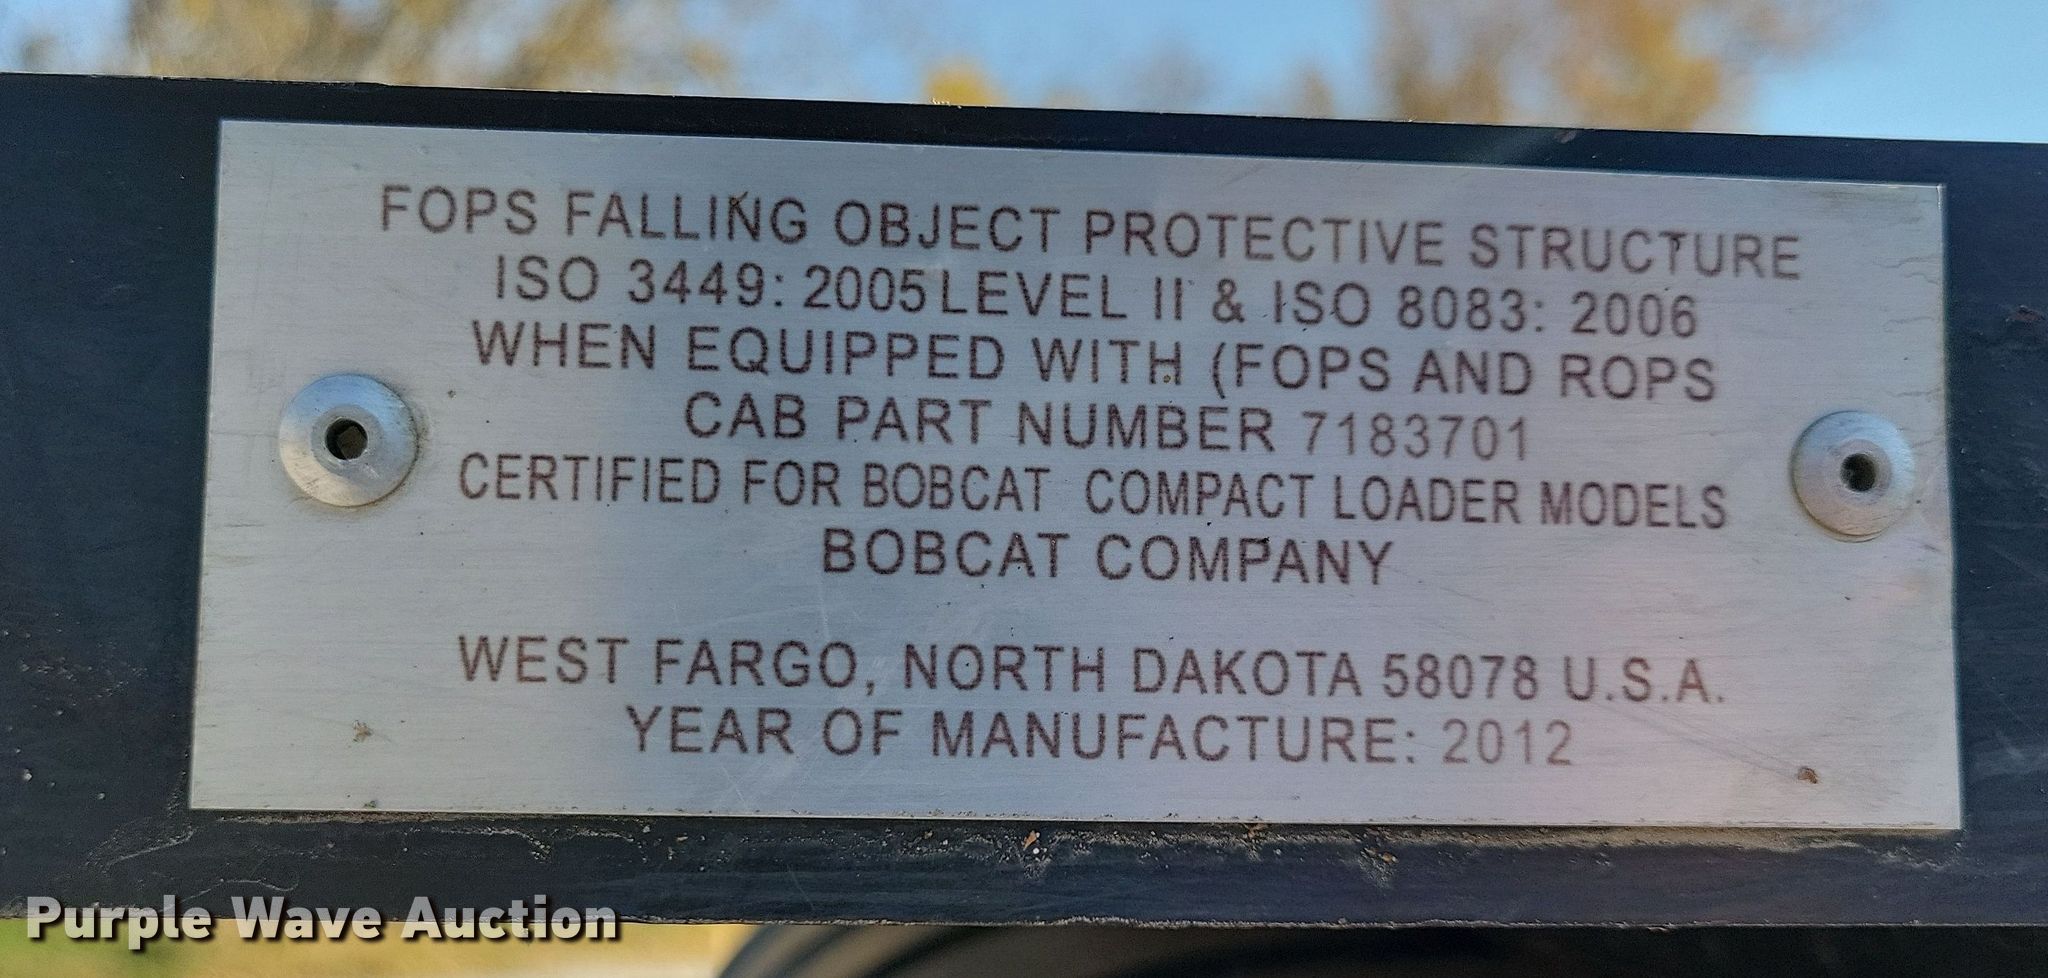 FOPS FALLING OBJECT PROTECTIVE STRUCTURE
ISO 3449: 2005 LEVEL II & ISO 8083: 2006
WHEN EQUIPPED WITH (FOPS AND ROPS
CAB PART NUMBER 7183701
CERTIFIED FOR BOBCAT COMPACT LOADER MODELS
BOBCAT COMPANY
WEST FARGO, NORTH DAKOTA 58078 U.S.A.
YEAR OF MANUFACTURE: 2012
Purple Wave Auction